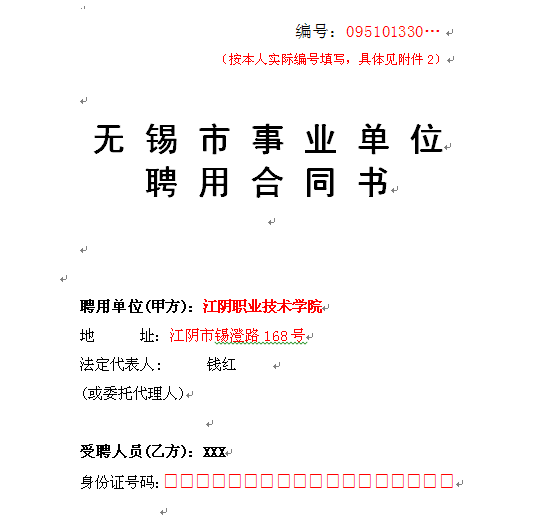 编号：095101330…
（按本人实际编号填写，具体见附件2）
无 锡 市 事 业 单 位
聘 用 合 同 书
聘用单位(甲方)：江阴职业技术学院
地 址：江阴市锡澄路168号
法定代表人： 钱红
(或委托代理人)
受聘人员(乙方)：xxx
身份证号码：□□□□□□□□□□□□□□□□□□